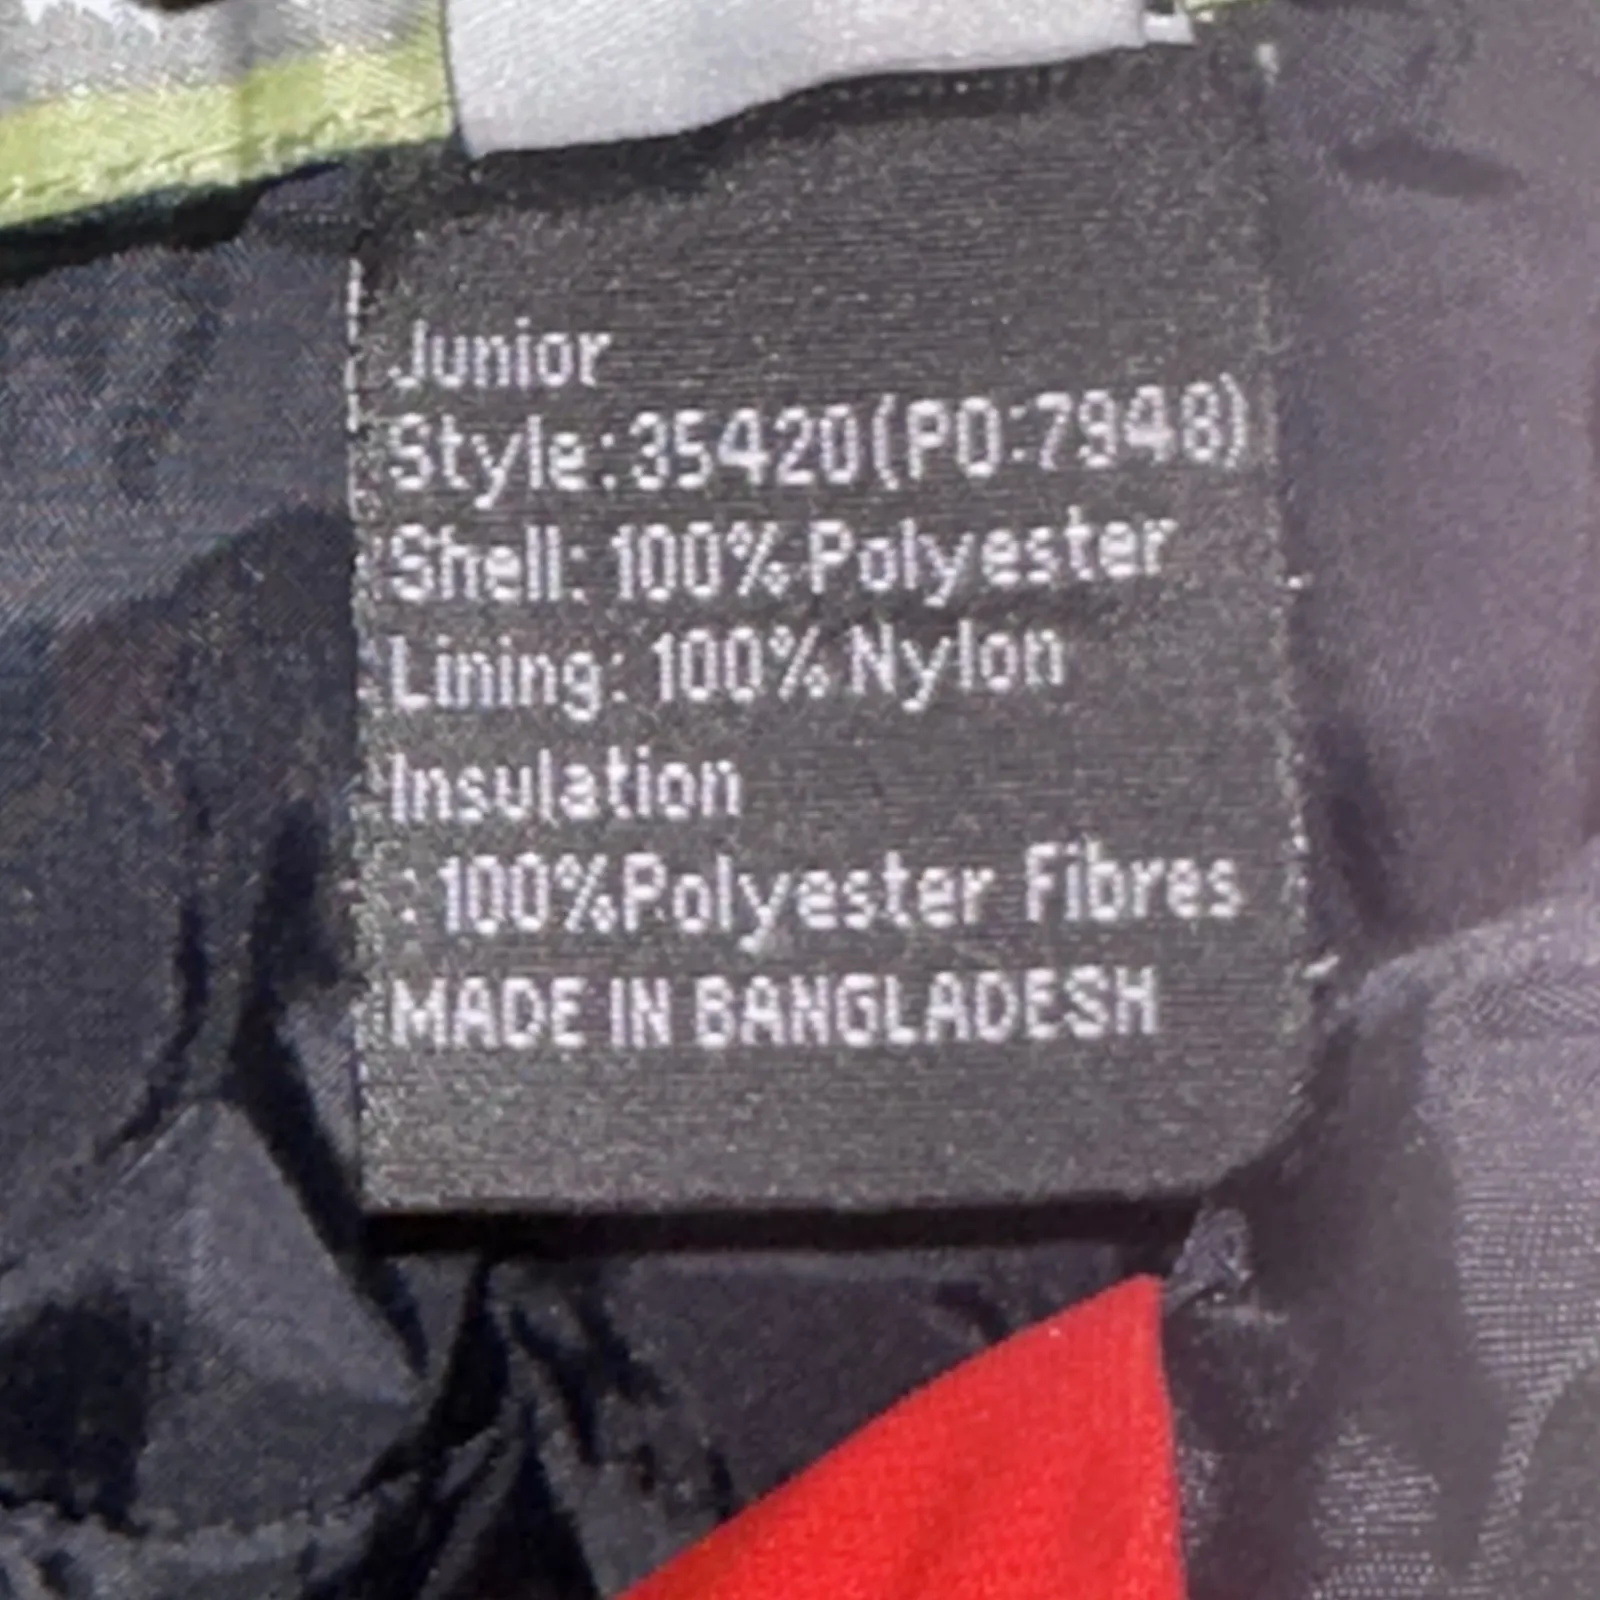 Junior
Style:35420(PO:7948)
Shell: 100% Polyester
Lining: 100% Nylon
Insulation
:100%Polyester Fibres
MADE IN BANGLADESH